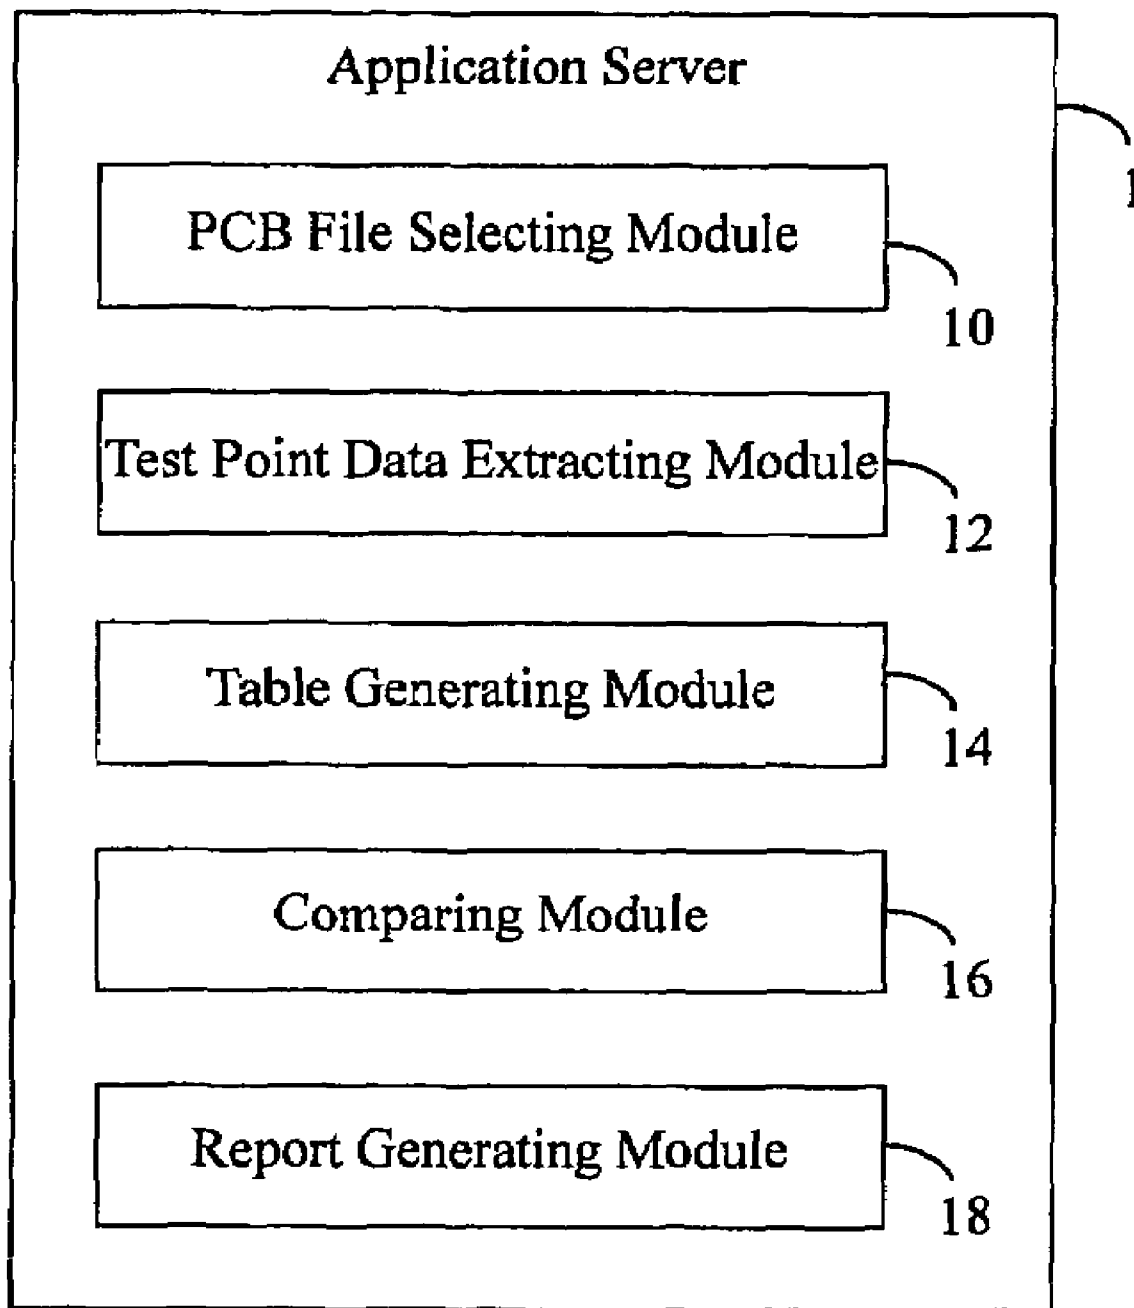 Application Server
1
PCB File Selecting Module
10
Test Point Data Extracting Module
12
Table Generating Module
14
Comparing Module
16
Report Generating Module
18